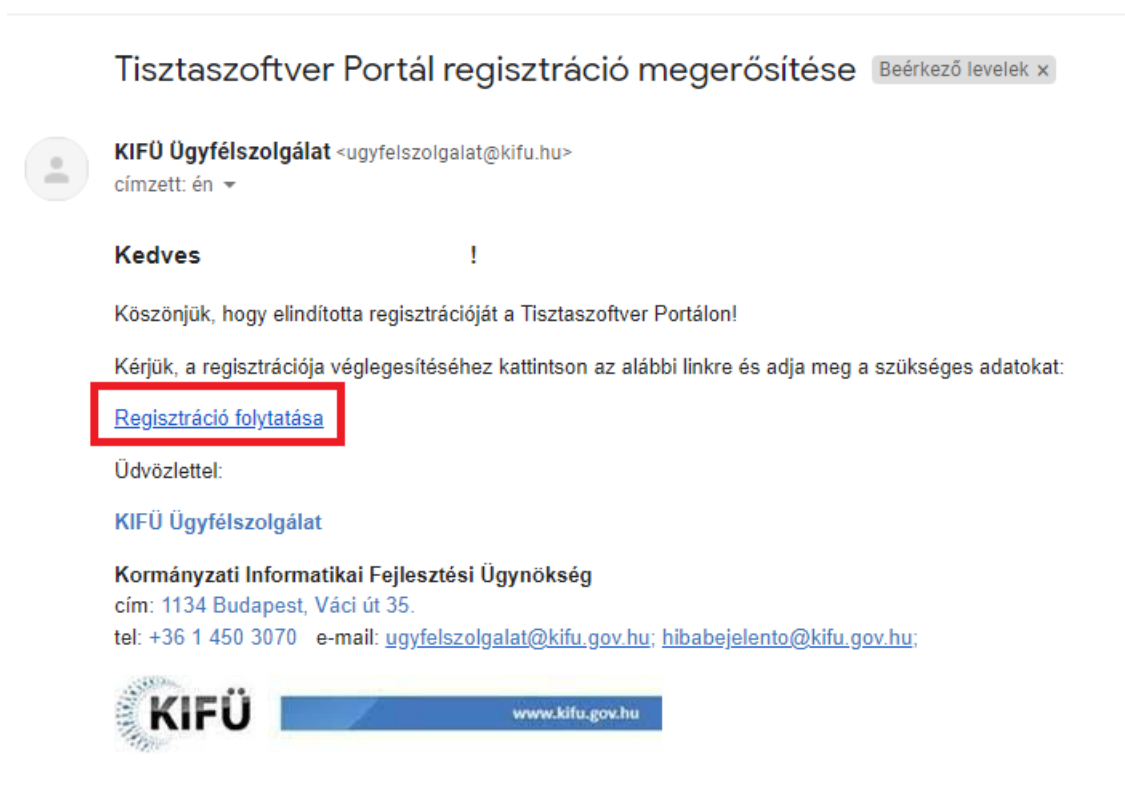 Tisztaszoftver Portál regisztráció megerősítése Beérkező levelek x
KIFÜ Ügyfélszolgálat <ugyfelszolgalat@kifu.hu>
címzett: én
Kedves !
Köszönjük, hogy elindította regisztrációját a Tisztaszoftver Portálon!
Kérjük, a regisztrációja véglegesítéséhez kattintson az alábbi linkre és adja meg a szükséges adatokat:
Regisztráció folytatása
Üdvözlettel:
KIFÜ Ügyfélszolgálat
Kormányzati Informatikai Fejlesztési Ügynökség
cím: 1134 Budapest, Váci út 35.
tel: +36 1 450 3070 e-mail: ugyfelszolgalat@kifu.gov.hu; hibabejelento@kifu.gov.hu;
KIFÜ www.kifu.gov.hu